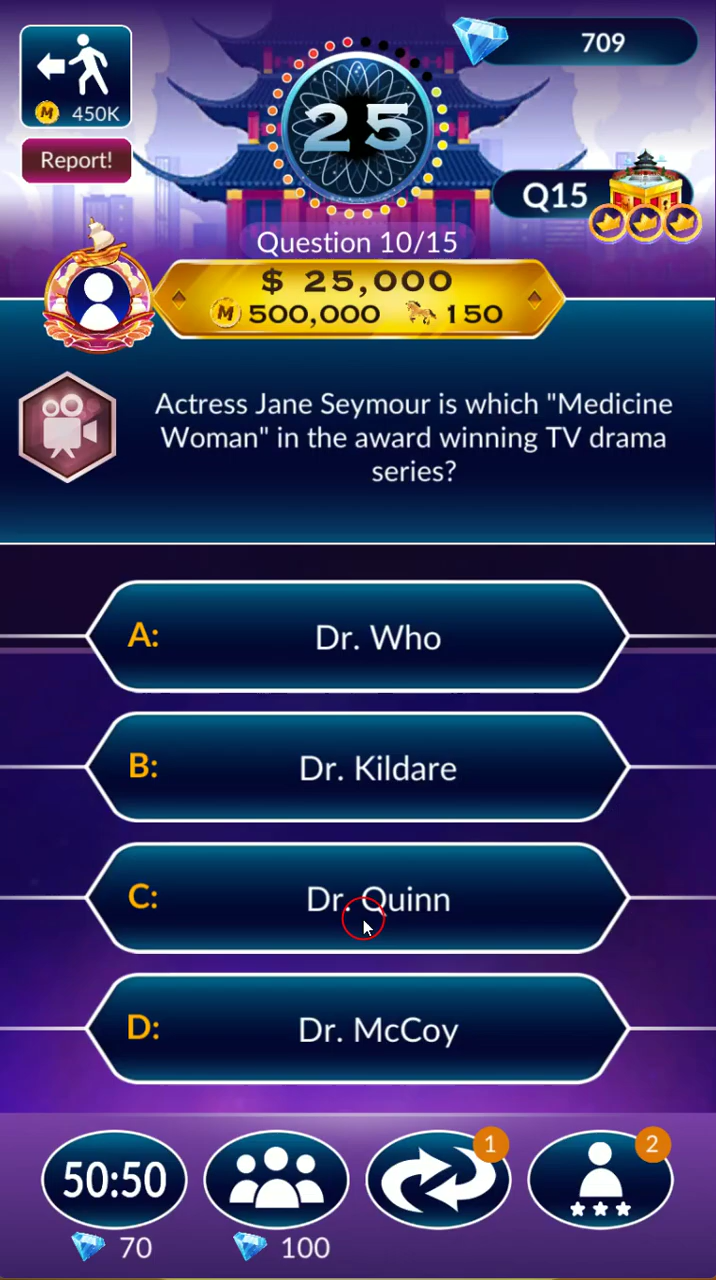 709
25
M 450K
Report!
Q15
Question 10/15
$ 25,000
M 500,000 150
Actress Jane Seymour is which "Medicine
Woman" in the award winning TV drama
series?
A: Dr. Who
B: Dr. Kildare
C: Dr. Quinn
D: Dr. McCoy
1
2
50:50
70
100